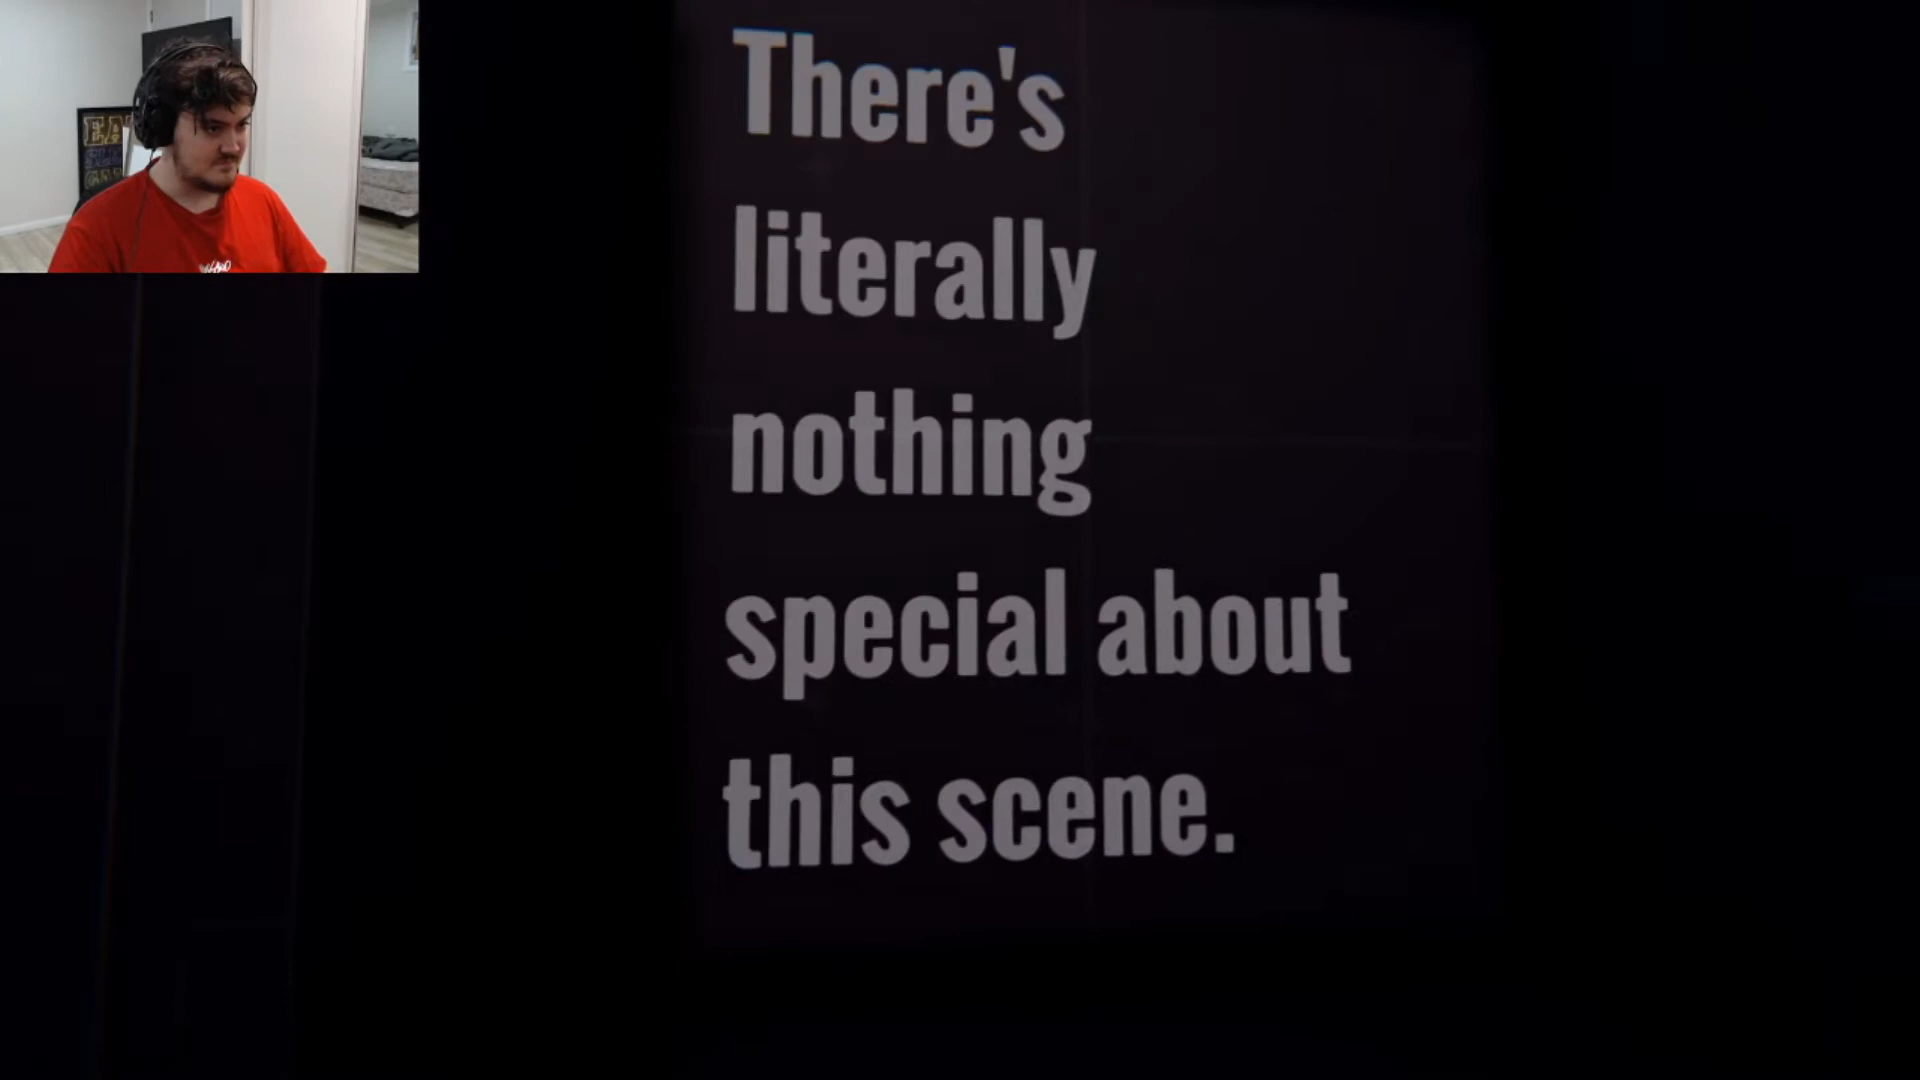 There's
literally
nothing
special about
this scene.